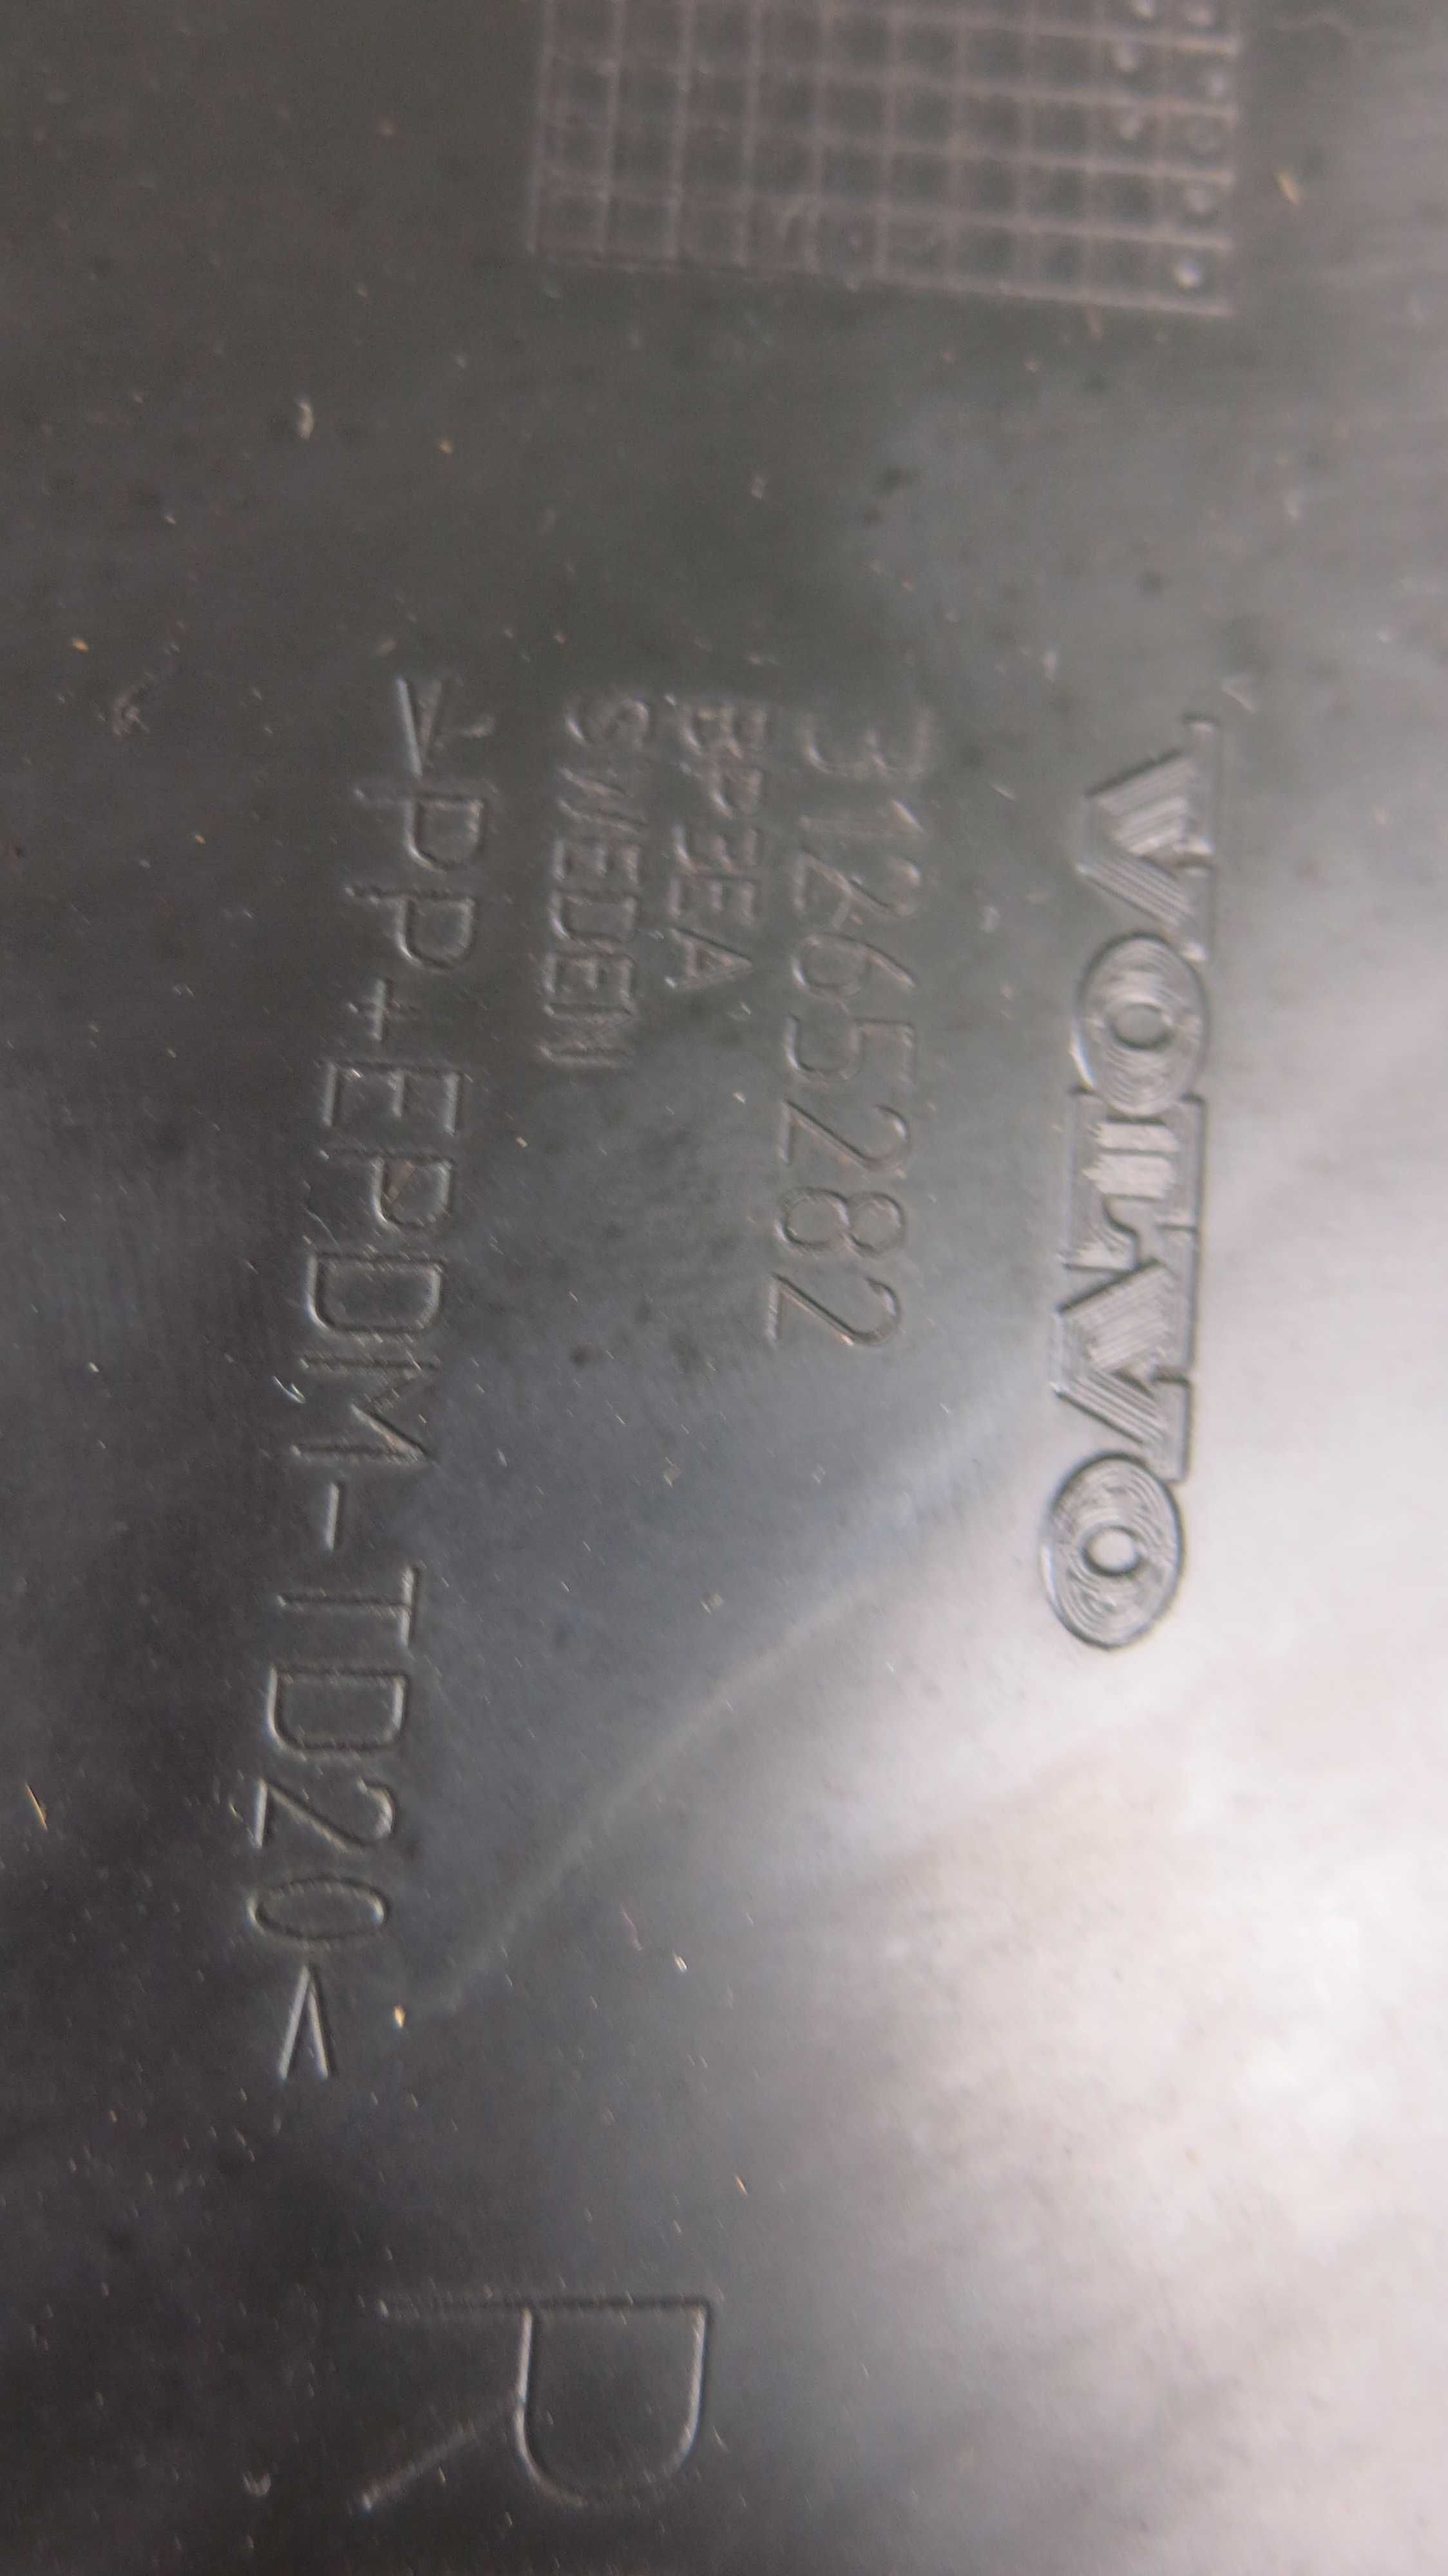 VOLVO
31265282
BP3EA
SWEDEN
>PP+EPDM-TD20<
R